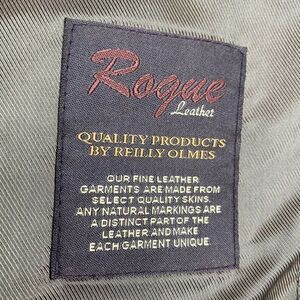 Rogue
Leather
QUALITY PRODUCTS
BY REILLY OLMES
OUR FINE LEATHER
GARMENTS ARE MADE FROM
SELECT QUALITY SKINS.
ANY NATURAL MARKINGS ARE
A DISTINCT PART OF THE
LEATHER AND MAKE
EACH GARMENT UNIQUE